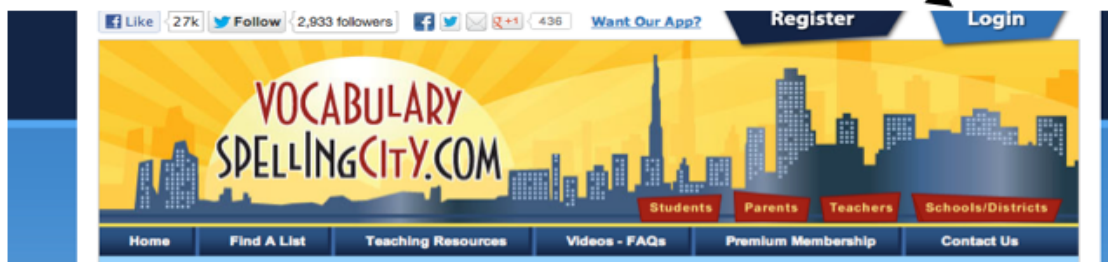 Like 27k Follow 2,933 followers +1 436 Want Our App? Register Login
VOCABULARY
SPELLINGCITY.COM
Students Parents Teachers Schools/Districts
Home Find A List Teaching Resources Videos - FAQs Premium Membership Contact Us